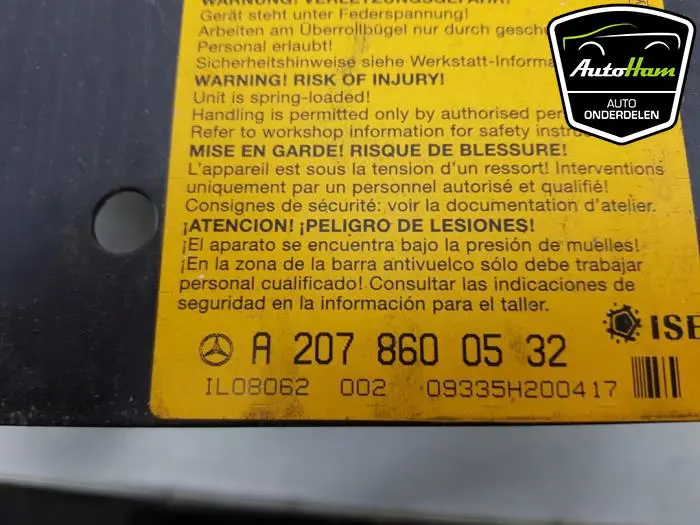 WARNUNG! VERLETZUNGSGEFAHR!
Gerät steht unter Federspannung!
Arbeiten am Überrollbügel nur durch
Personal erlaubt!
Sicherheitshinweise siehe
WARNING! RISK OF INJURY!
Unit is spring-loaded!
Handling is permitted only by authorised
Refer to workshop information for safety
MISE EN GARDE! RISQUE DE BLESSURE!
L'appareil est sous la tension d'un ressort! Interventions
uniquement par un personnel autorisé et qualifié!
Consignes de sécurité: voir la documentation d'atelier.
¡ATENCION! ¡PELIGRO DE LESIONES!
¡El aparato se encuentra bajo la presión de muelles!
¡En la zona de la barra antivuelco sólo debe trabajar
personal cualificado! Consultar las indicaciones de
seguridad en la información para el taller.
ISE
A 207 860 05 32
IL08062 002 09335H200417
AutoHam
AUTO
ONDERDELEN